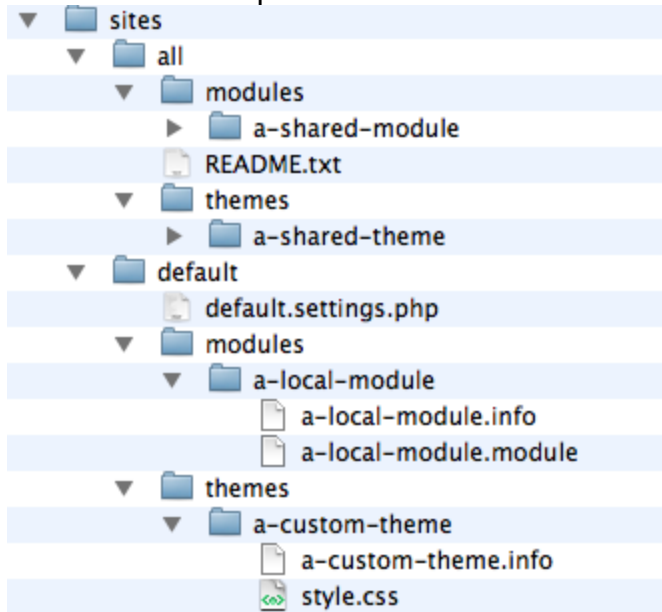 sites
all
modules
a-shared-module
README.txt
themes
a-shared-theme
default
default.settings.php
modules
a-local-module
a-local-module.info
a-local-module.module
themes
a-custom-theme
a-custom-theme.info
style.css